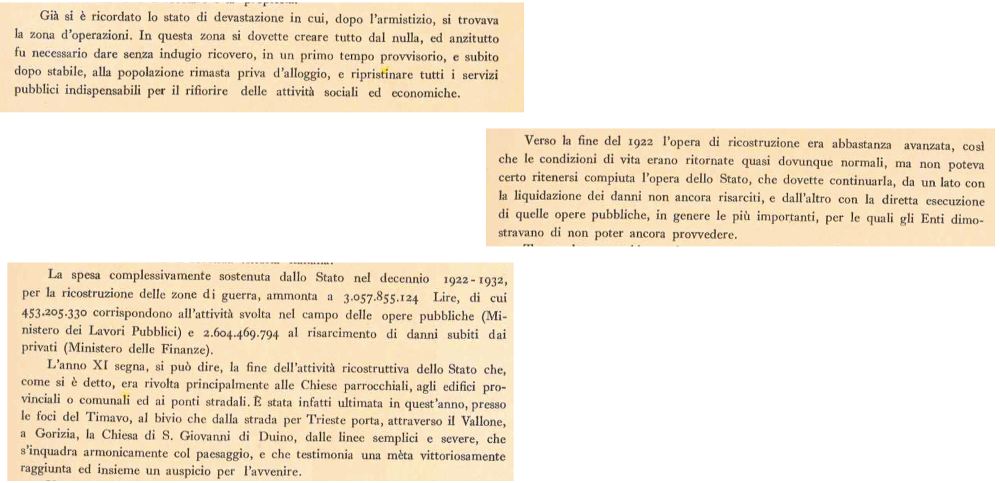 Già si è ricordato lo stato di devastazione in cui, dopo l'armistizio, si trovava
la zona d'operazioni. In questa zona si dovette creare tutto dal nulla, ed anzitutto
fu necessario dare senza indugio ricovero, in un primo tempo provvisorio, e subito
dopo stabile, alla popolazione rimasta priva d'alloggio, e ripristinare tutti i servizi
pubblici indispensabili per il rifiorire delle attività sociali ed economiche.
Verso la fine del 1922 l'opera di ricostruzione era abbastanza avanzata, così
che le condizioni di vita erano ritornate quasi dovunque normali, ma non poteva
certo ritenersi compiuta l'opera dello Stato, che dovette continuarla, da un lato con
la liquidazione dei danni non ancora risarciti, e dall'altro con la diretta esecuzione
di quelle opere pubbliche, in genere le più importanti, per le quali gli Enti dimo-
stravano di non poter ancora provvedere.
La spesa complessivamente sostenuta dallo Stato nel decennio 1922-1932,
per la ricostruzione delle zone di guerra, ammonta a 3.057.855.124 Lire, di cui
453.205.330 corrispondono all'attività svolta nel campo delle opere pubbliche (Mi-
nistero dei Lavori Pubblici) e 2.604.469.794 al risarcimento di danni subiti dai
privati (Ministero delle Finanze).
L'anno XI segna, si può dire, la fine dell'attività ricostruttiva dello Stato che,
come si è detto, era rivolta principalmente alle Chiese parrocchiali, agli edifici pro-
vinciali o comunali ed ai ponti stradali. È stata infatti ultimata in quest'anno, presso
le foci del Timavo, al bivio che dalla strada per Trieste porta, attraverso il Vallone,
a Gorizia, la Chiesa di S. Giovanni di Duino, dalle linee semplici e severe, che
s'inquadra armonicamente col paesaggio, e che testimonia una mèta vittoriosamente
raggiunta ed insieme un auspicio per l'avvenire.